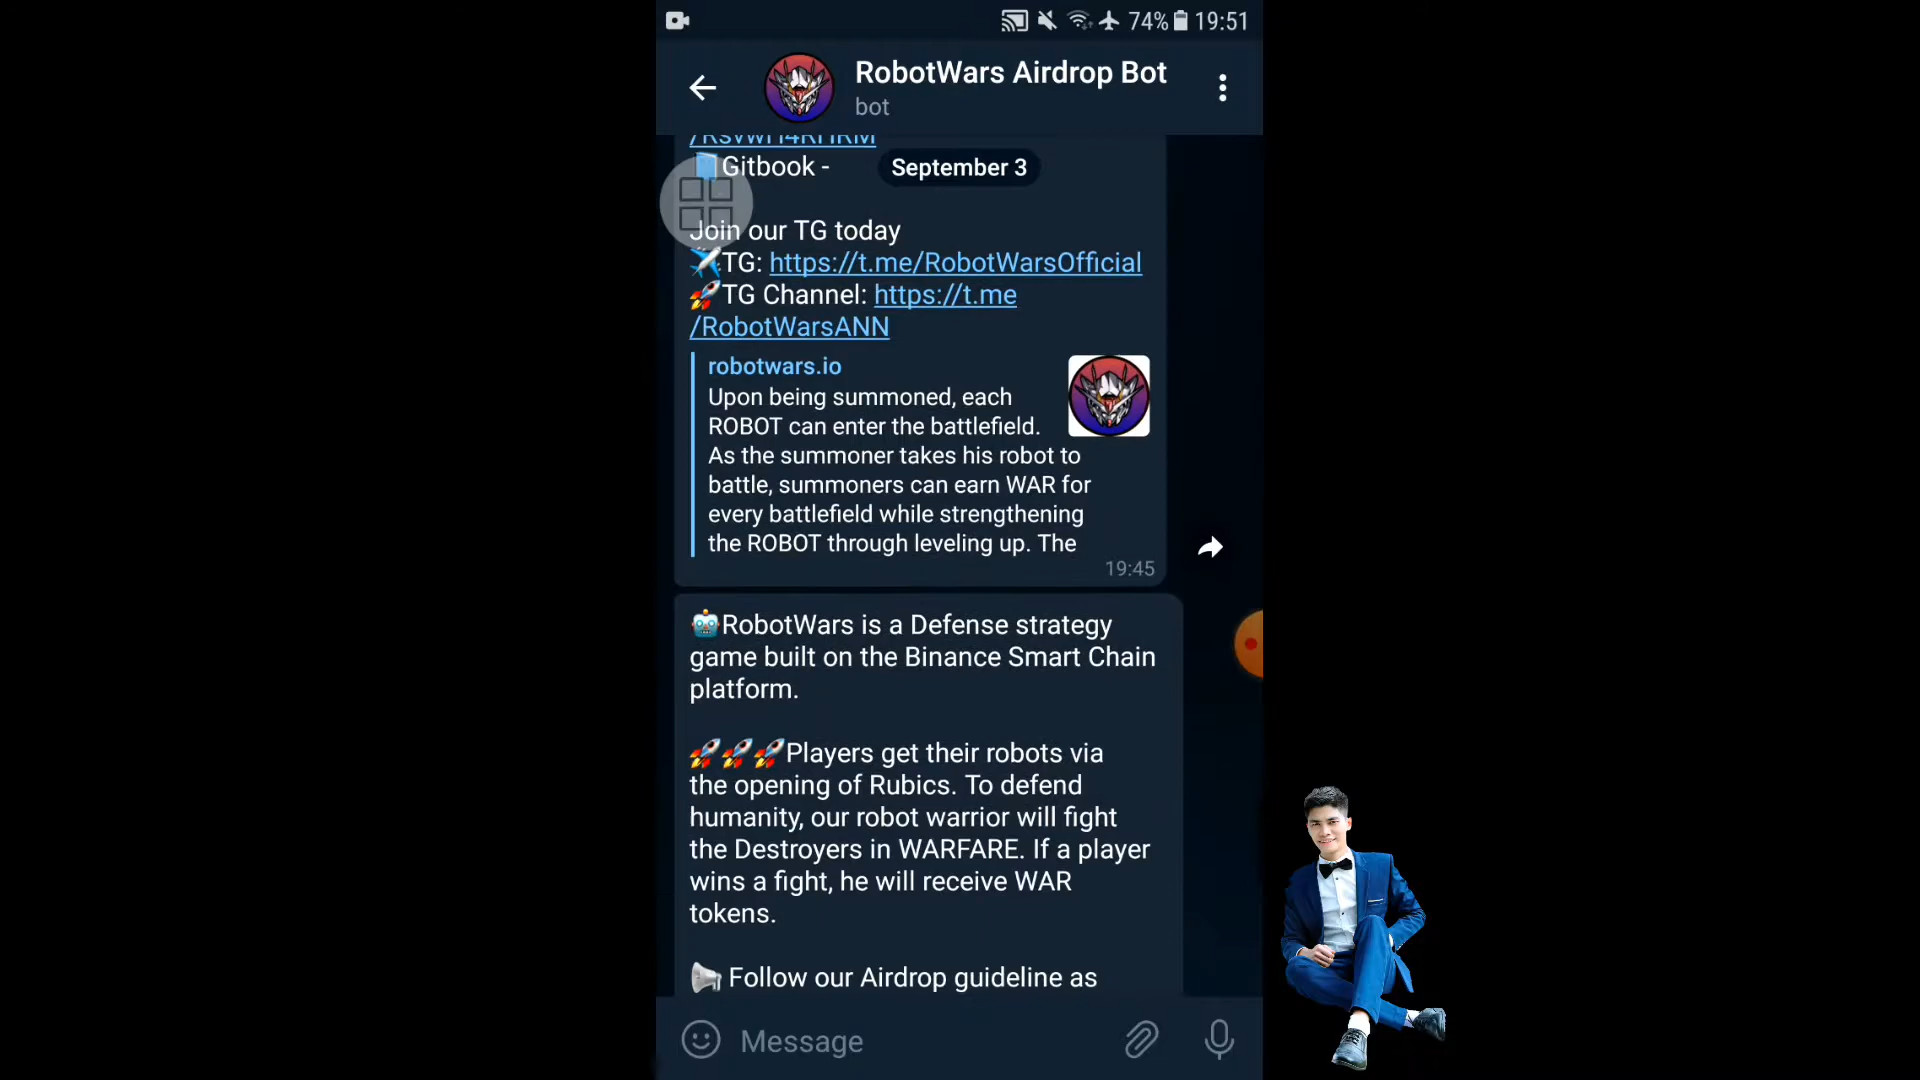 74% 19:51
RobotWars Airdrop Bot
bot
Gitbook -
September 3
Join our TG today
TG: https://t.me/RobotWarsOfficial
TG Channel: https://t.me
/RobotWarsANN
robotwars.io
Upon being summoned, each
ROBOT can enter the battlefield.
As the summoner takes his robot to
battle, summoners can earn WAR for
every battlefield while strengthening
the ROBOT through leveling up. The
19:45
🤖RobotWars is a Defense strategy
game built on the Binance Smart Chain
platform.
🚀🚀🚀Players get their robots via
the opening of Rubics. To defend
humanity, our robot warrior will fight
the Destroyers in WARFARE. If a player
wins a fight, he will receive WAR
tokens.
📢 Follow our Airdrop guideline as
Message